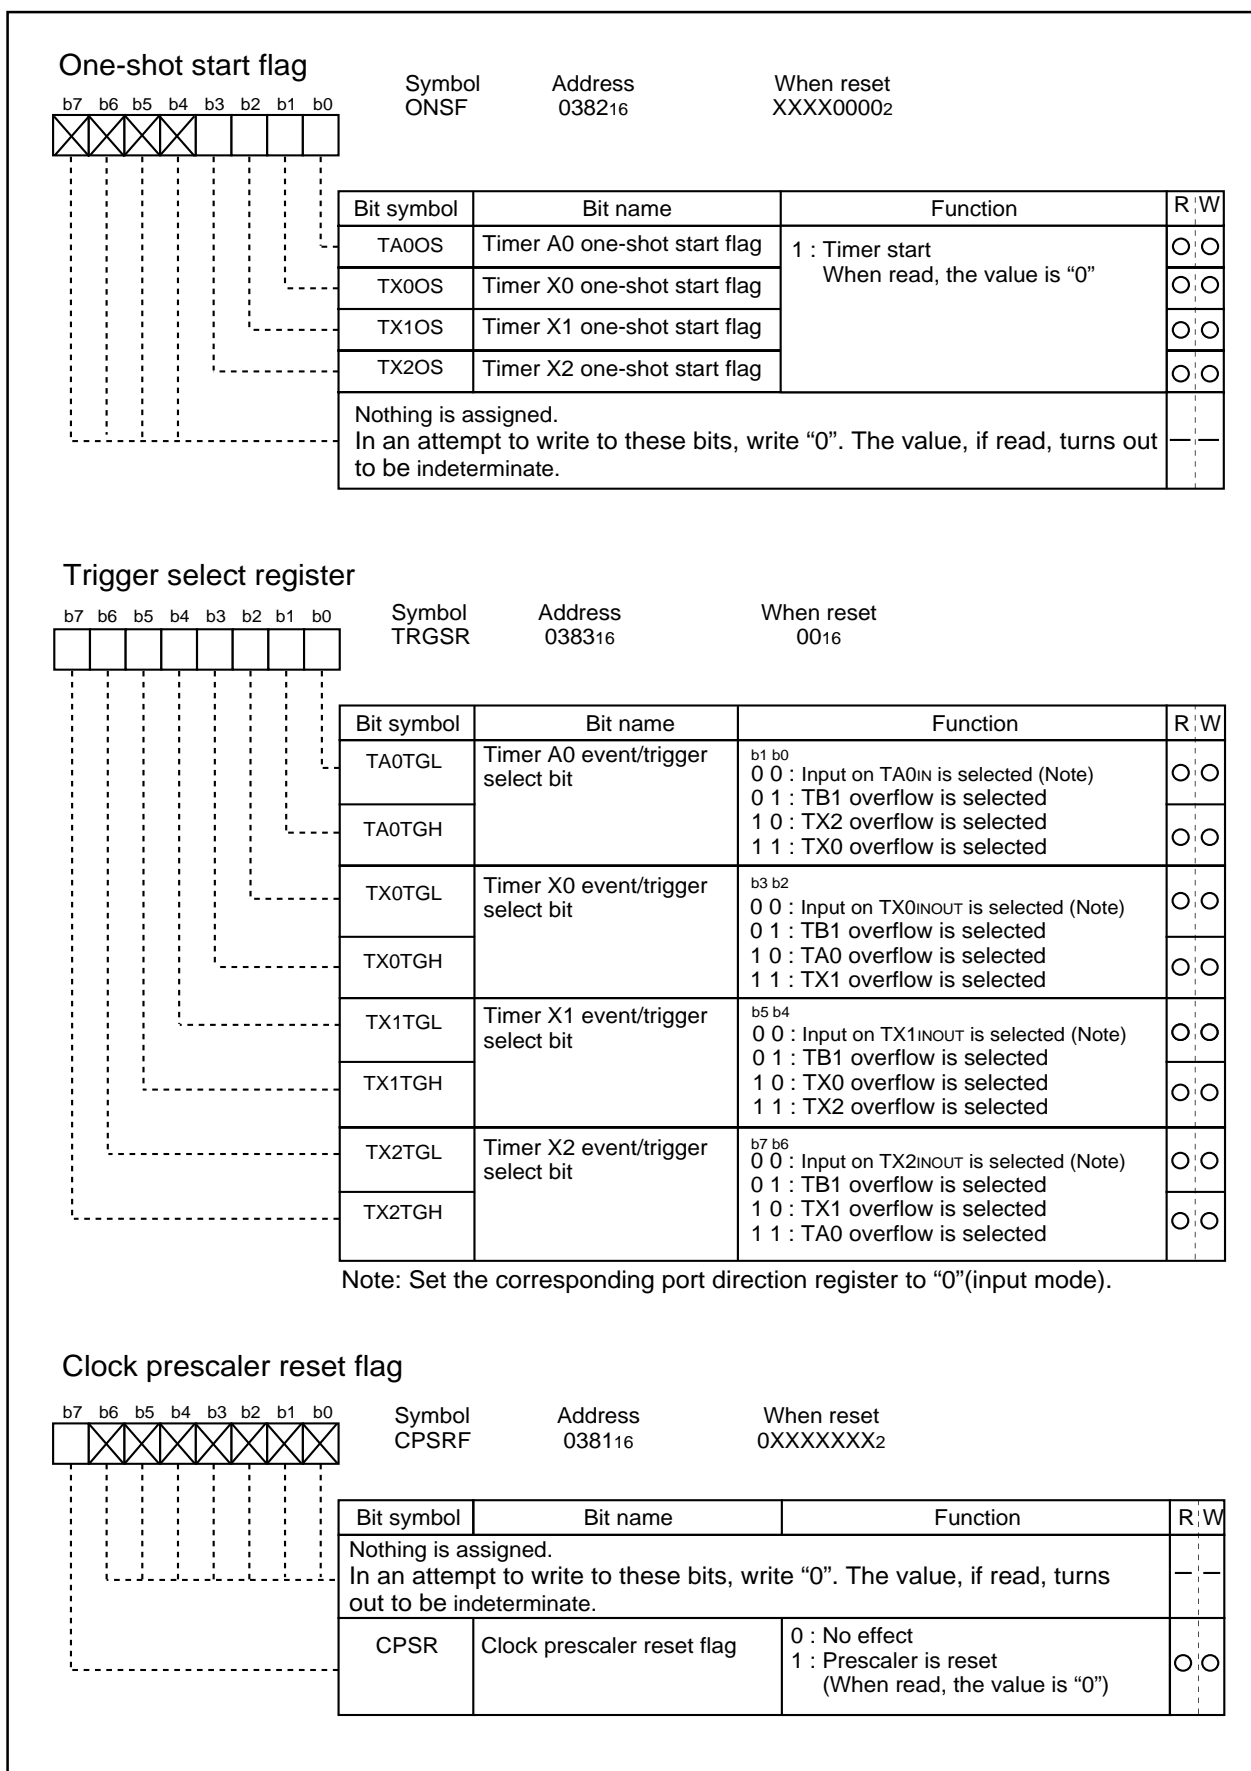 One-shot start flag
Symbol Address When reset
ONSF 038216 XXXX00002
b7 b6 b5 b4 b3 b2 b1 b0
Bit symbol Bit name Function R W
TA0OS Timer A0 one-shot start flag 1 : Timer start
When read, the value is “0”
TX0OS Timer X0 one-shot start flag
TX1OS Timer X1 one-shot start flag
TX2OS Timer X2 one-shot start flag
Nothing is assigned.
In an attempt to write to these bits, write “0”. The value, if read, turns out
to be indeterminate.
Trigger select register
Symbol Address When reset
TRGSR 038316 0016
b7 b6 b5 b4 b3 b2 b1 b0
Bit symbol Bit name Function R W
TA0TGL Timer A0 event/trigger
select bit
b1 b0
0 0 : Input on TA0IN is selected (Note)
0 1 : TB1 overflow is selected
TA0TGH 1 0 : TX2 overflow is selected
1 1 : TX0 overflow is selected
TX0TGL Timer X0 event/trigger
select bit
b3 b2
0 0 : Input on TX0INOUT is selected (Note)
0 1 : TB1 overflow is selected
TX0TGH 1 0 : TA0 overflow is selected
1 1 : TX1 overflow is selected
TX1TGL Timer X1 event/trigger
select bit
b5 b4
0 0 : Input on TX1INOUT is selected (Note)
0 1 : TB1 overflow is selected
TX1TGH 1 0 : TX0 overflow is selected
1 1 : TX2 overflow is selected
TX2TGL Timer X2 event/trigger
select bit
b7 b6
0 0 : Input on TX2INOUT is selected (Note)
0 1 : TB1 overflow is selected
TX2TGH 1 0 : TX1 overflow is selected
1 1 : TA0 overflow is selected
Note: Set the corresponding port direction register to “0”(input mode).
Clock prescaler reset flag
Symbol Address When reset
CPSRF 038116 0XXXXXXX2
b7 b6 b5 b4 b3 b2 b1 b0
Bit symbol Bit name Function R W
Nothing is assigned.
In an attempt to write to these bits, write “0”. The value, if read, turns
out to be indeterminate.
CPSR Clock prescaler reset flag 0 : No effect
1 : Prescaler is reset
(When read, the value is “0”)